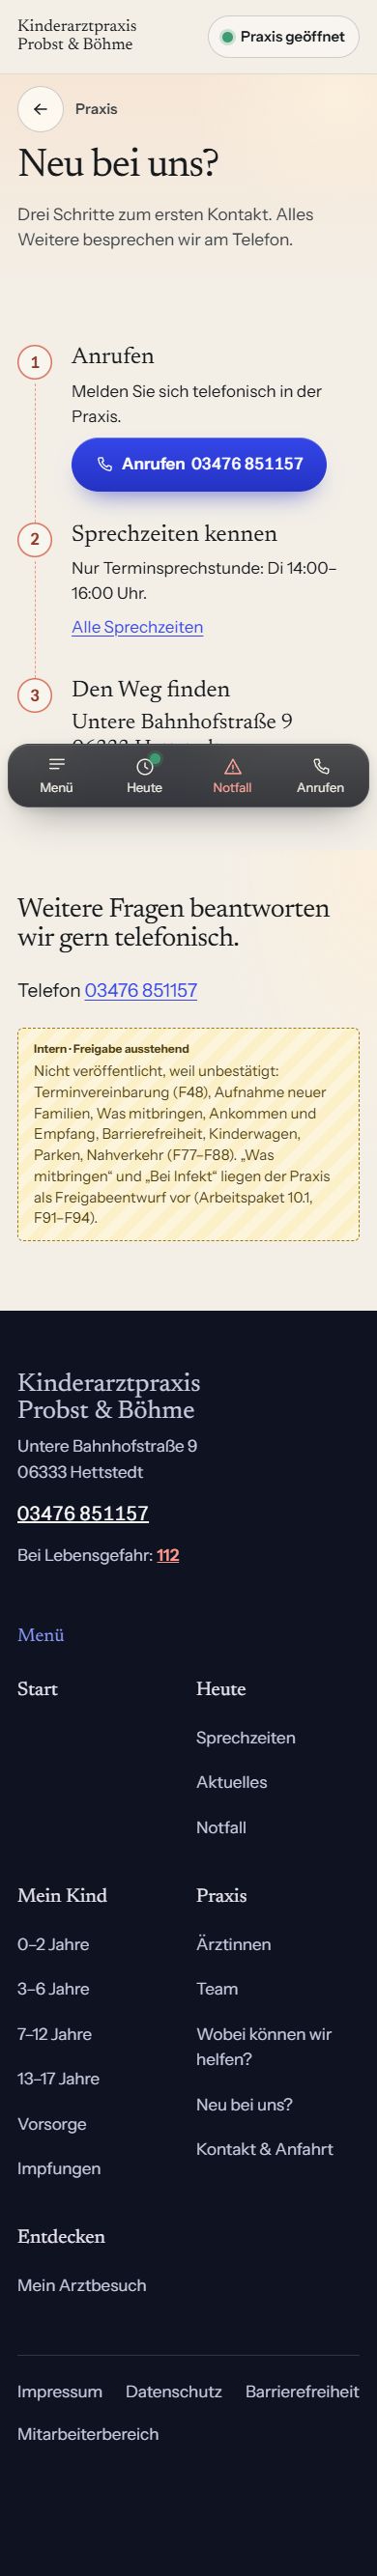 Kinderarztpraxis
Probst & Böhme
Praxis geöffnet
Praxis
Neu bei uns?
Drei Schritte zum ersten Kontakt. Alles
Weitere besprechen wir am Telefon.
1
Anrufen
Melden Sie sich telefonisch in der
Praxis.
Anrufen 03476 851157
2
Sprechzeiten kennen
Nur Terminsprechstunde: Di 14:00–
16:00 Uhr.
Alle Sprechzeiten
3
Den Weg finden
Untere Bahnhofstraße 9
Menü
Heute
Notfall
Anrufen
Weitere Fragen beantworten
wir gern telefonisch.
Telefon 03476 851157
Intern · Freigabe ausstehend
Nicht veröffentlicht, weil unbestätigt:
Terminvereinbarung (F48), Aufnahme neuer
Familien, Was mitbringen, Ankommen und
Empfang, Barrierefreiheit, Kinderwagen,
Parken, Nahverkehr (F77–F88). „Was
mitbringen“ und „Bei Infekt“ liegen der Praxis
als Freigabeentwurf vor (Arbeitspaket 10.1,
F91–F94).
Kinderarztpraxis
Probst & Böhme
Untere Bahnhofstraße 9
06333 Hettstedt
03476 851157
Bei Lebensgefahr: 112
Menü
Start
Heute
Sprechzeiten
Aktuelles
Notfall
Mein Kind
0–2 Jahre
3–6 Jahre
7–12 Jahre
13–17 Jahre
Vorsorge
Impfungen
Praxis
Ärztinnen
Team
Wobei können wir
helfen?
Neu bei uns?
Kontakt & Anfahrt
Entdecken
Mein Arztbesuch
Impressum
Datenschutz
Barrierefreiheit
Mitarbeiterbereich